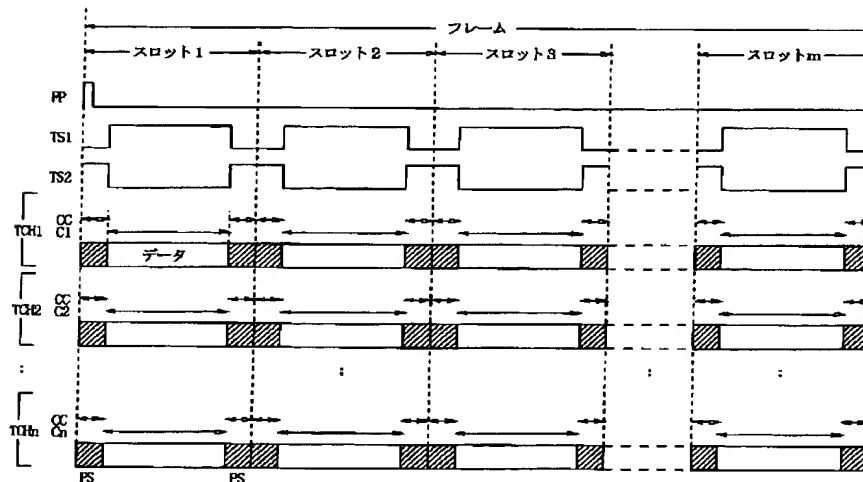 フレーム
スロット1 スロット2 スロット3 スロットm
PP
TS1
TS2
TCH1 CC
C1
データ
TCH2 CC
C2
: : : :
TCHn CC
Cn
PS PS